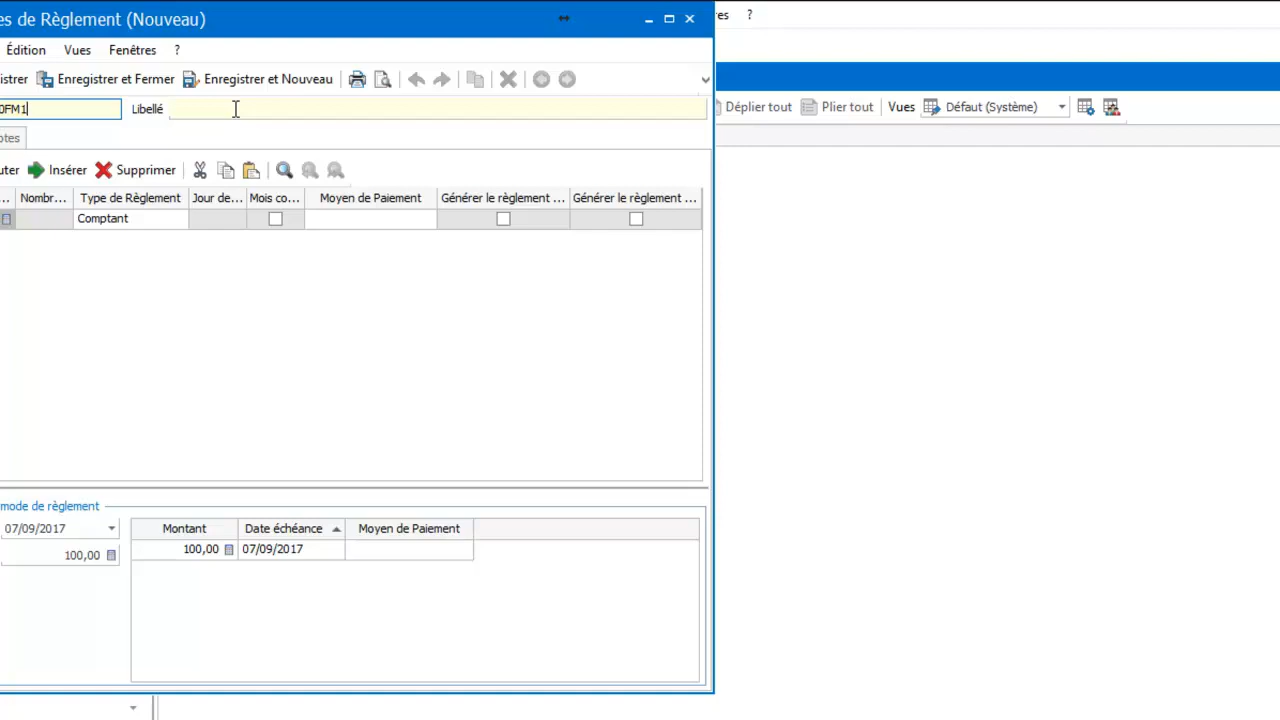 es de Règlement (Nouveau)
res ?
Édition Vues Fenêtres ?
istrer Enregistrer et Fermer Enregistrer et Nouveau
Déplier tout Plier tout Vues Défaut (Système)
0FM1 Libellé
otes
uter Insérer Supprimer
... Nombr... Type de Règlement Jour de... Mois co... Moyen de Paiement Générer le règlement ... Générer le règlement ...
Comptant
mode de règlement
07/09/2017 Montant Date échéance Moyen de Paiement
100,00 100,00 07/09/2017